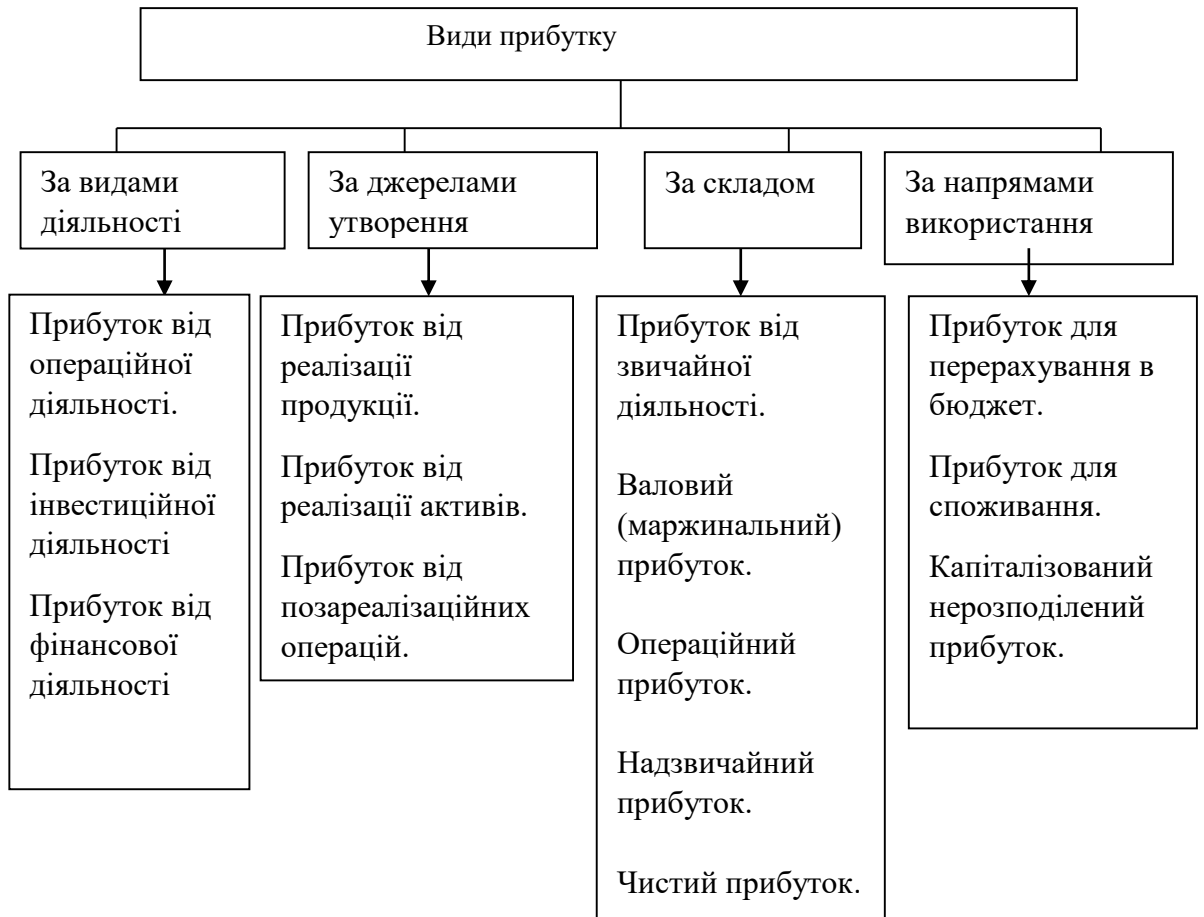 Види прибутку
За видами
діяльності
За джерелами
утворення
За складом
За напрямами
використання
Прибуток від
операційної
діяльності.
Прибуток від
інвестиційної
діяльності
Прибуток від
фінансової
діяльності
Прибуток від
реалізації
продукції.
Прибуток від
реалізації активів.
Прибуток від
позареалізаційних
операцій.
Прибуток від
звичайної
діяльності.
Валовий
(маржинальний)
прибуток.
Операційний
прибуток.
Надзвичайний
прибуток.
Чистий прибуток.
Прибуток для
перерахування в
бюджет.
Прибуток для
споживання.
Капіталізований
нерозподілений
прибуток.